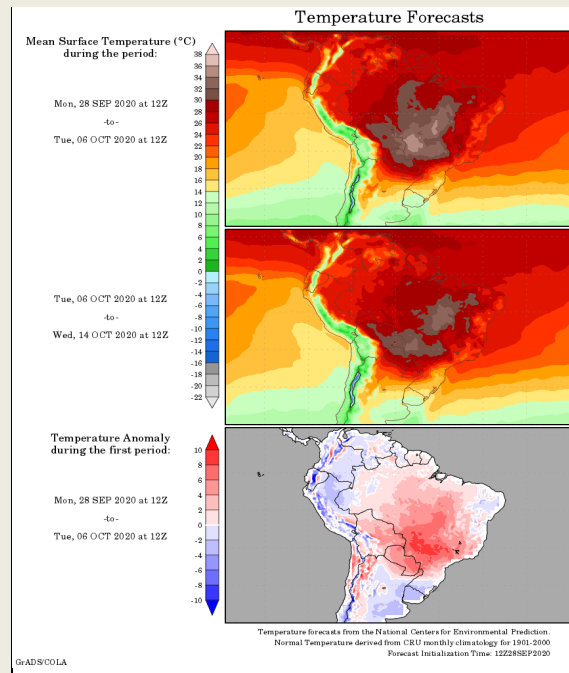 Temperature Forecasts
Mean Surface Temperature (°C)
during the period:
Mon, 28 SEP 2020 at 12Z
-to-
Tue, 06 OCT 2020 at 12Z
38
36
34
32
30
28
26
24
22
20
18
16
14
12
10
8
6
4
2
0
-2
-4
-6
-8
-10
-12
-14
-16
-18
-20
-22
Tue, 06 OCT 2020 at 12Z
-to-
Wed, 14 OCT 2020 at 12Z
Temperature Anomaly
during the first period:
Mon, 28 SEP 2020 at 12Z
-to-
Tue, 06 OCT 2020 at 12Z
10
8
6
4
2
0
-2
-4
-6
-8
-10
Temperature forecasts from the National Centers for Environmental Prediction.
Normal Temperature derived from CRU monthly climatology for 1901-2000
Forecast Initialization Time: 12Z28SEP2020
GrADS/COLA